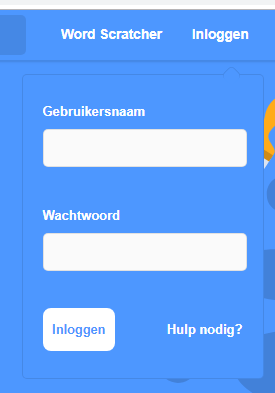 Word Scratcher Inloggen
Gebruikersnaam
Wachtwoord
Inloggen Hulp nodig?